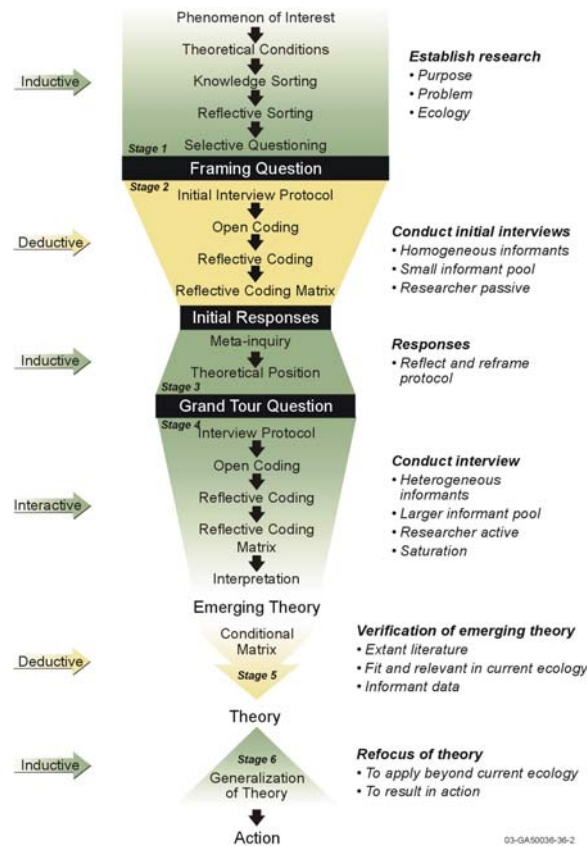 Phenomenon of Interest
Theoretical Conditions
Knowledge Sorting
Reflective Sorting
Stage 1
Selective Questioning
Inductive
Establish research
• Purpose
• Problem
• Ecology
Framing Question
Stage 2
Initial Interview Protocol
Open Coding
Reflective Coding
Reflective Coding Matrix
Deductive
Conduct initial interviews
• Homogeneous informants
• Small informant pool
• Researcher passive
Initial Responses
Meta-inquiry
Theoretical Position
Stage 3
Inductive
Responses
• Reflect and reframe
protocol
Grand Tour Question
Stage 4
Interview Protocol
Open Coding
Reflective Coding
Reflective Coding
Matrix
Interpretation
Interactive
Conduct interview
• Heterogeneous
informants
• Larger informant pool
• Researcher active
• Saturation
Emerging Theory
Conditional
Matrix
Stage 5
Deductive
Verification of emerging theory
• Extant literature
• Fit and relevant in current ecology
• Informant data
Theory
Stage 6
Generalization
of Theory
Inductive
Refocus of theory
• To apply beyond current ecology
• To result in action
Action
03-GA50036-36-2